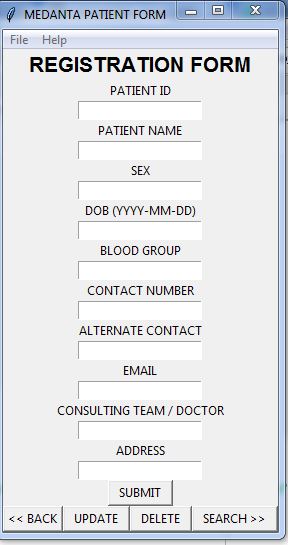 MEDANTA PATIENT FORM
File Help
REGISTRATION FORM
PATIENT ID
PATIENT NAME
SEX
DOB (YYYY-MM-DD)
BLOOD GROUP
CONTACT NUMBER
ALTERNATE CONTACT
EMAIL
CONSULTING TEAM / DOCTOR
ADDRESS
SUBMIT
<< BACK UPDATE DELETE SEARCH >>